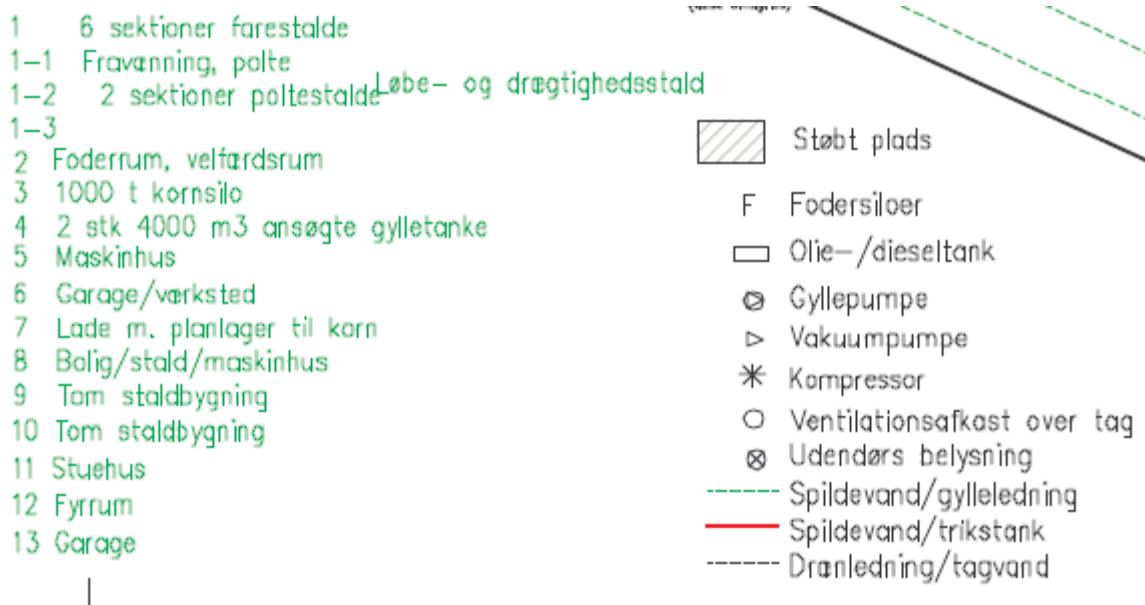 1 6 sektioner farestalde
1-1 Fravænning, polte
1-2 2 sektioner poltestalde
Løbe- og drægtighedsstald
1-3
2 Foderrum, velfærdsrum
3 1000 t kornsilo
4 2 stk 4000 m3 ansøgte gylletanke
5 Maskinhus
6 Garage/værksted
7 Lade m. planlager til korn
8 Bolig/stald/maskinhus
9 Tom staldbygning
10 Tom staldbygning
11 Stuehus
12 Fyrrum
13 Garage
Støbt plads
F Fodersiloer
Olie-/dieseltank
Gyllepumpe
Vakuumpumpe
Kompressor
Ventilationsafkast over tag
Udendørs belysning
Spildevand/gylleledning
Spildevand/trikstank
Drænledning/tagvand